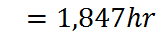 = 1,847hr